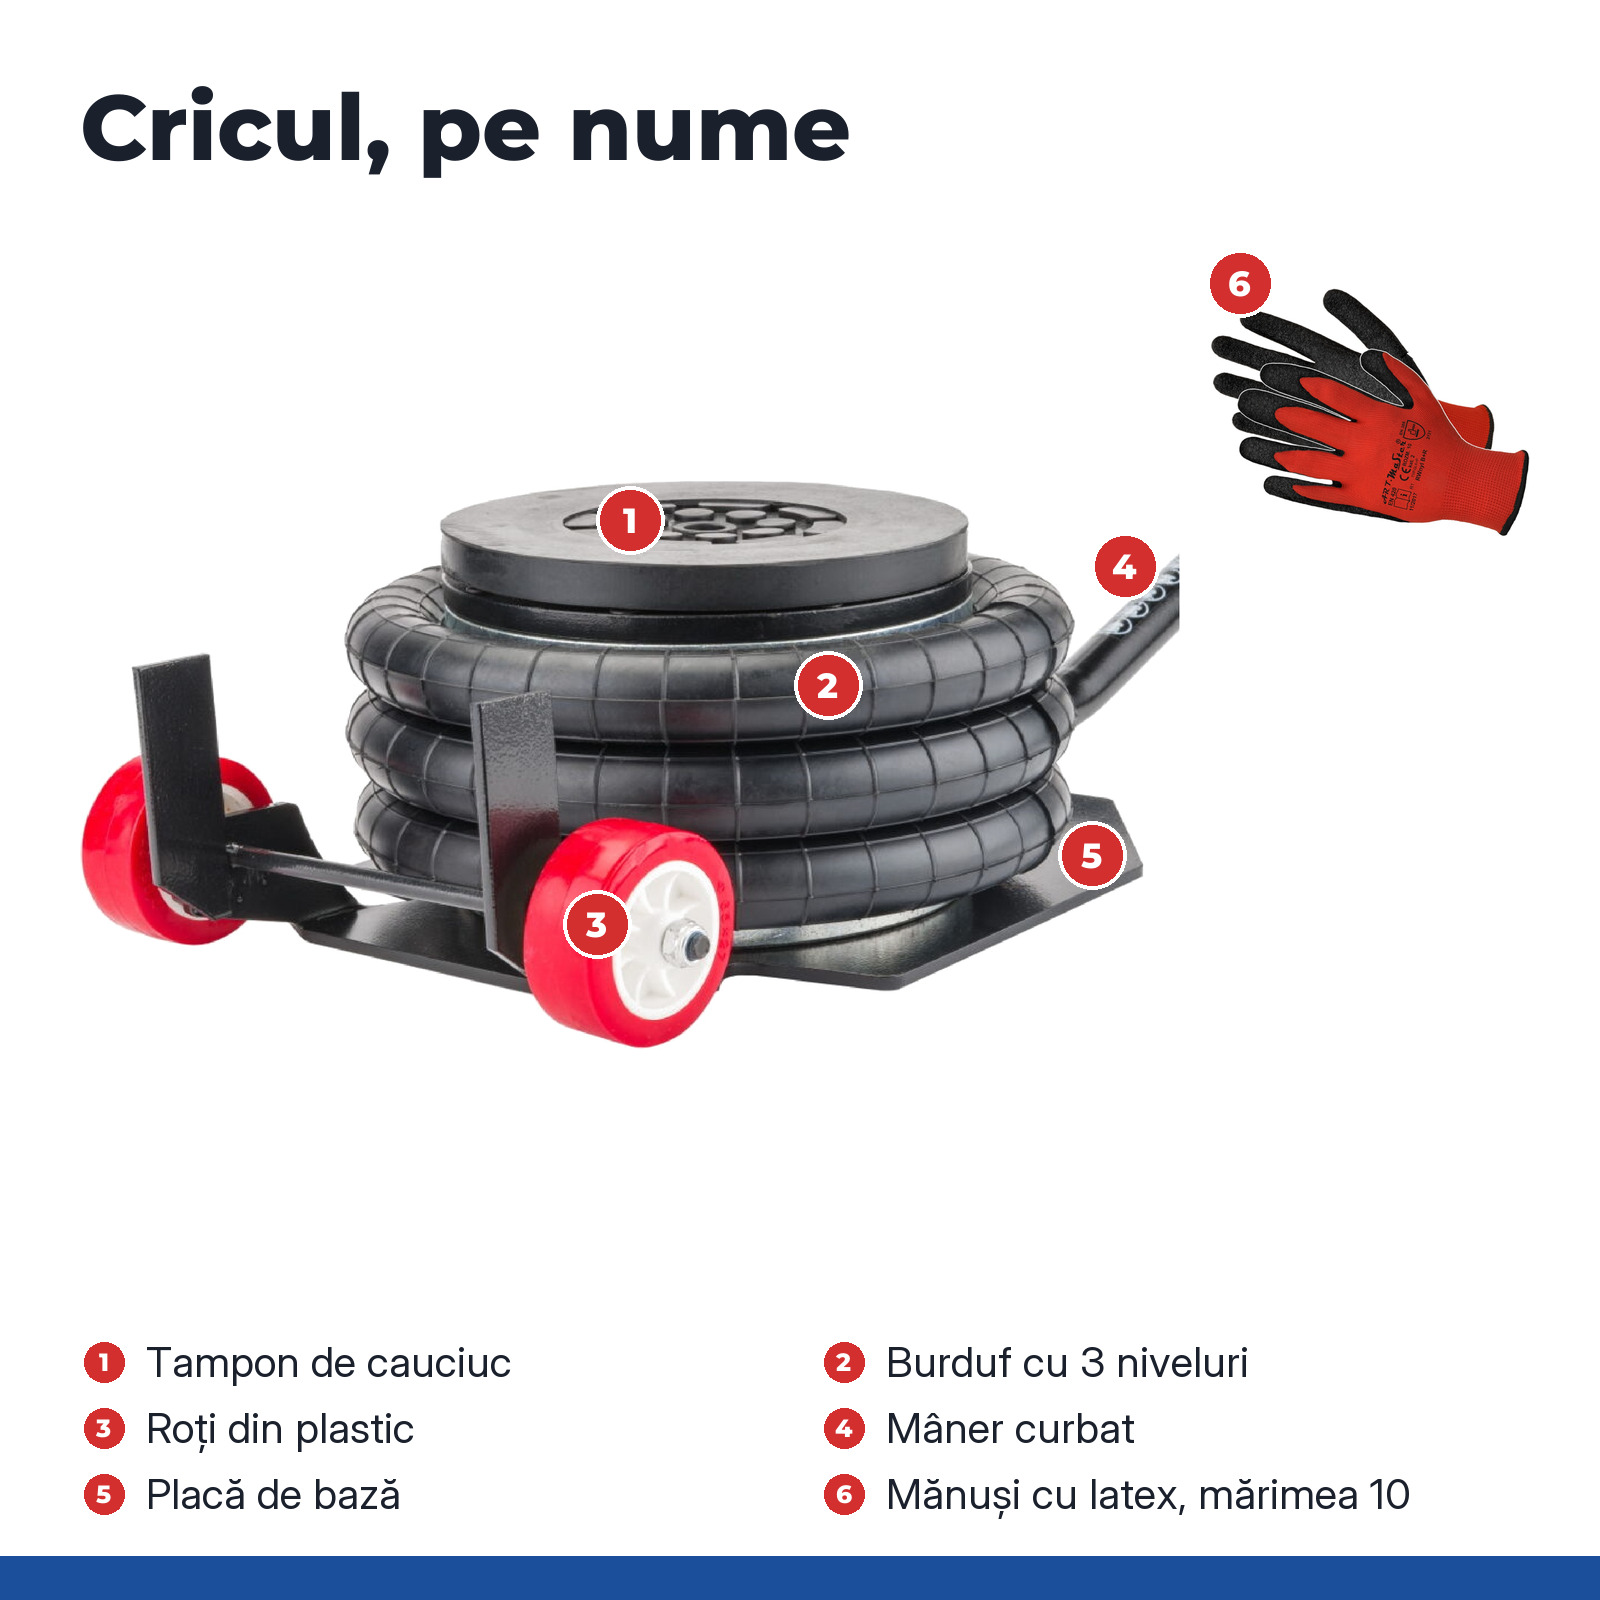 Cricul, pe nume
6
1
4
2
5
3
1 Tampon de cauciuc
2 Burduf cu 3 niveluri
3 Roți din plastic
4 Mâner curbat
5 Placă de bază
6 Mănuși cu latex, mărimea 10